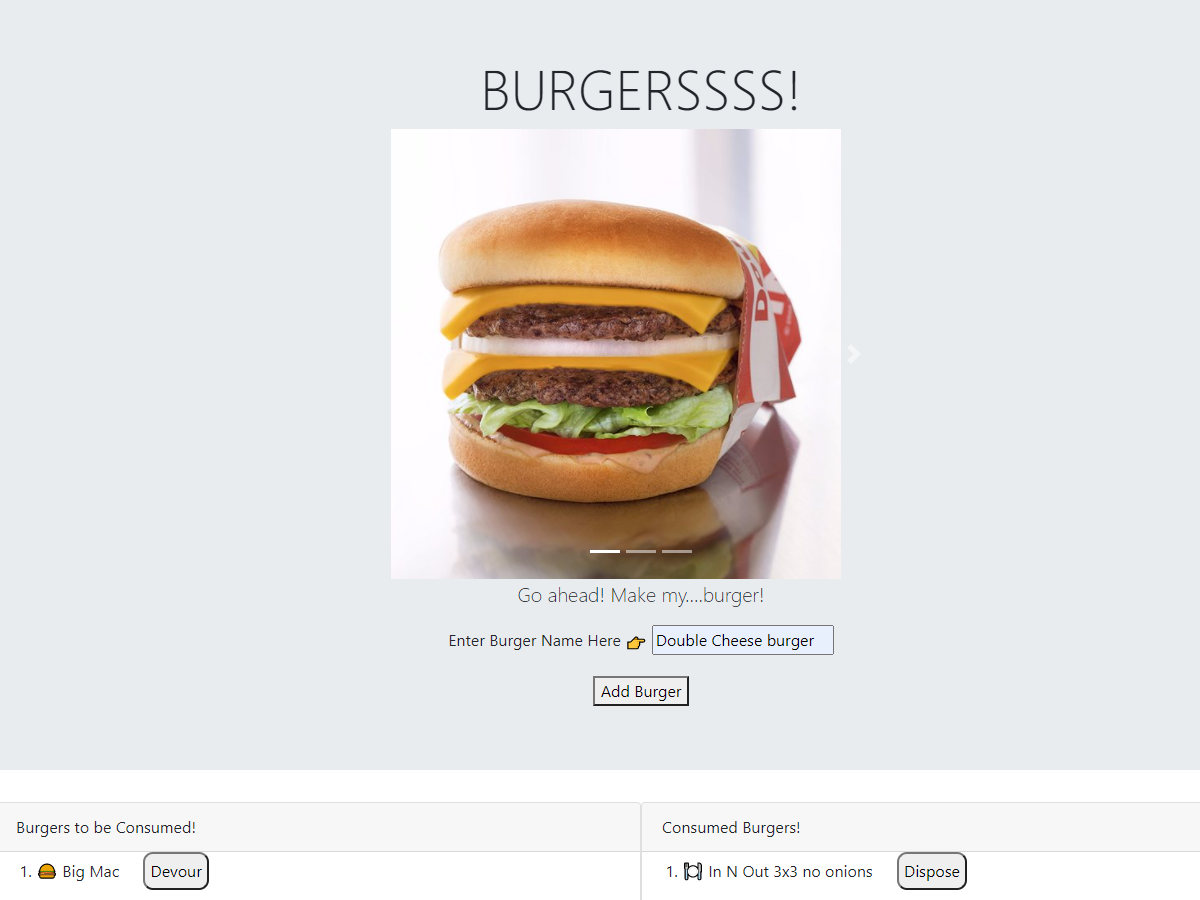 BURGERSSSS!
Go ahead! Make my....burger!
Enter Burger Name Here 👉 Double Cheese burger
Add Burger
Burgers to be Consumed!
Consumed Burgers!
1. 🍔 Big Mac Devour
1. 🍽 In N Out 3x3 no onions Dispose